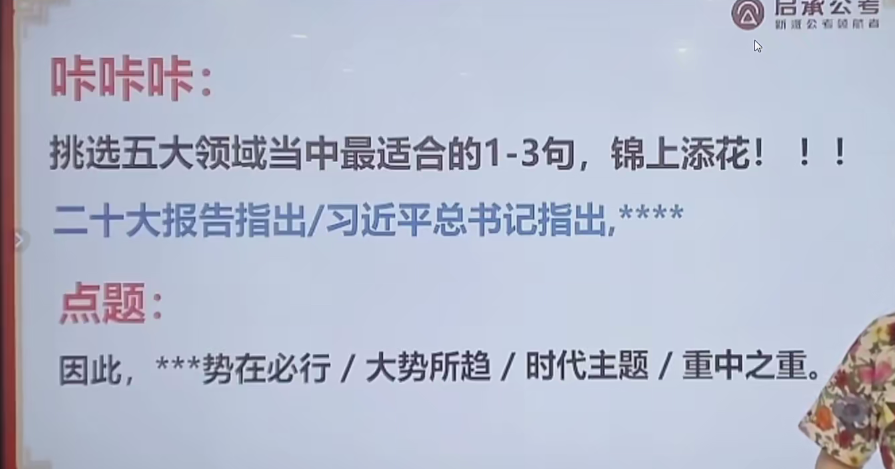 启承公考
新派公考领航者
咔咔咔：
挑选五大领域当中最适合的1-3句，锦上添花！！！
二十大报告指出/习近平总书记指出,****
点题：
因此，***势在必行 / 大势所趋 / 时代主题 / 重中之重。